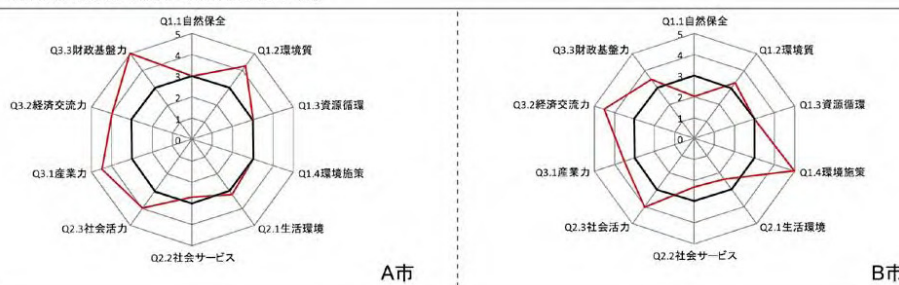 Q1.1自然保全
Q1.2環境質
Q1.3資源循環
Q1.4環境施策
Q2.1生活環境
Q2.2社会サービス
Q2.3社会活力
Q3.1産業力
Q3.2経済交流力
Q3.3財政基盤力
5
4
3
2
1
0
A市
Q1.1自然保全
Q1.2環境質
Q1.3資源循環
Q1.4環境施策
Q2.1生活環境
Q2.2社会サービス
Q2.3社会活力
Q3.1産業力
Q3.2経済交流力
Q3.3財政基盤力
5
4
3
2
1
0
B市